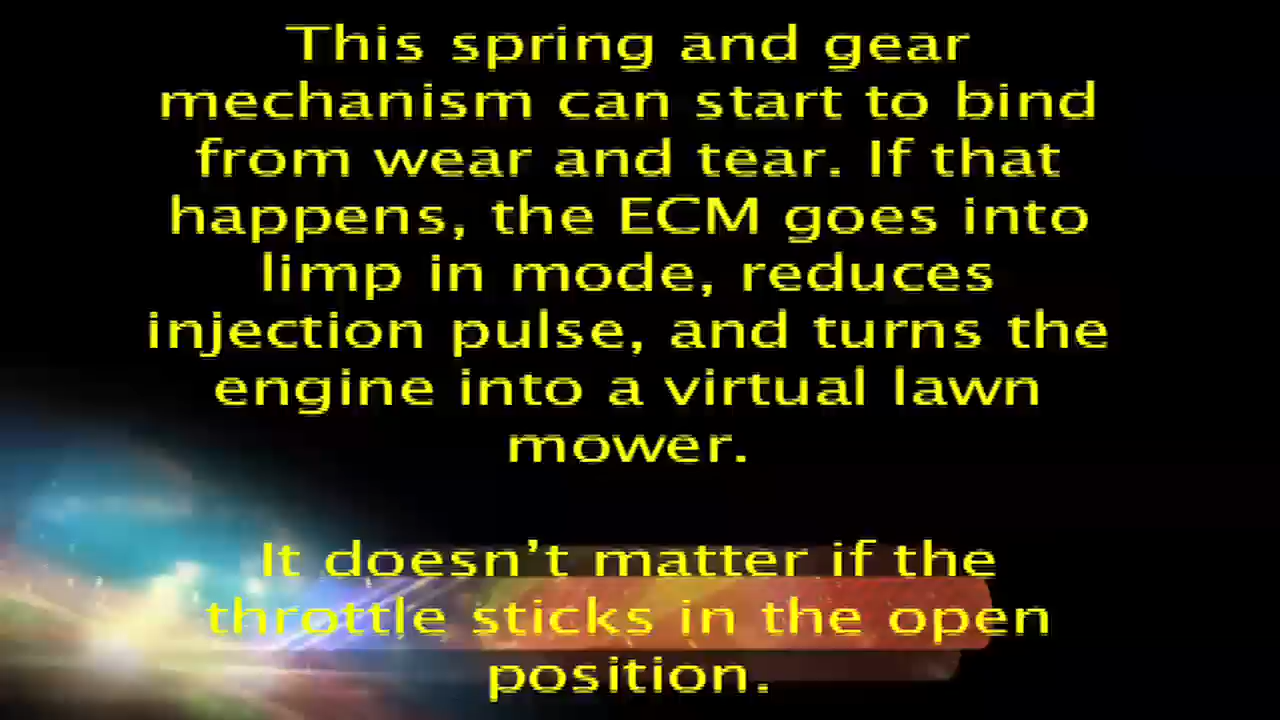 This spring and gear
mechanism can start to bind
from wear and tear. If that
happens, the ECM goes into
limp in mode, reduces
injection pulse, and turns the
engine into a virtual lawn
mower.
It doesn’t matter if the
throttle sticks in the open
position.